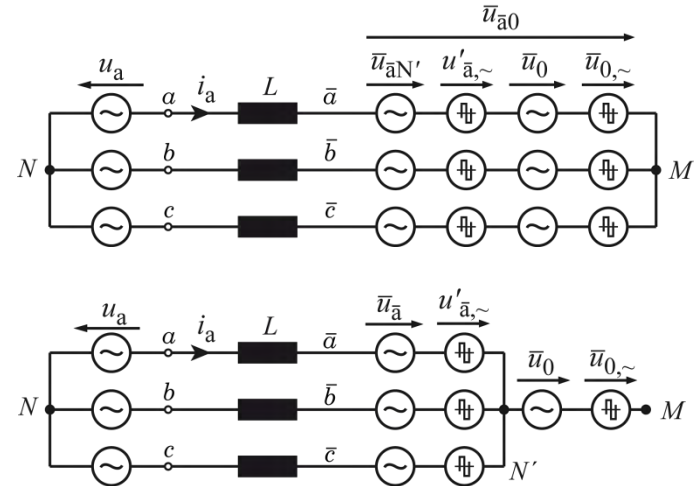 ū_ā0
u_a a i_a L ā ū_āN′ u′_ā,~ ū_0 ū_0,~
N b b̄ M
c c̄
u_a a i_a L ā ū_ā u′_ā,~ ū_0 ū_0,~
N b b̄ M
c c̄ N′